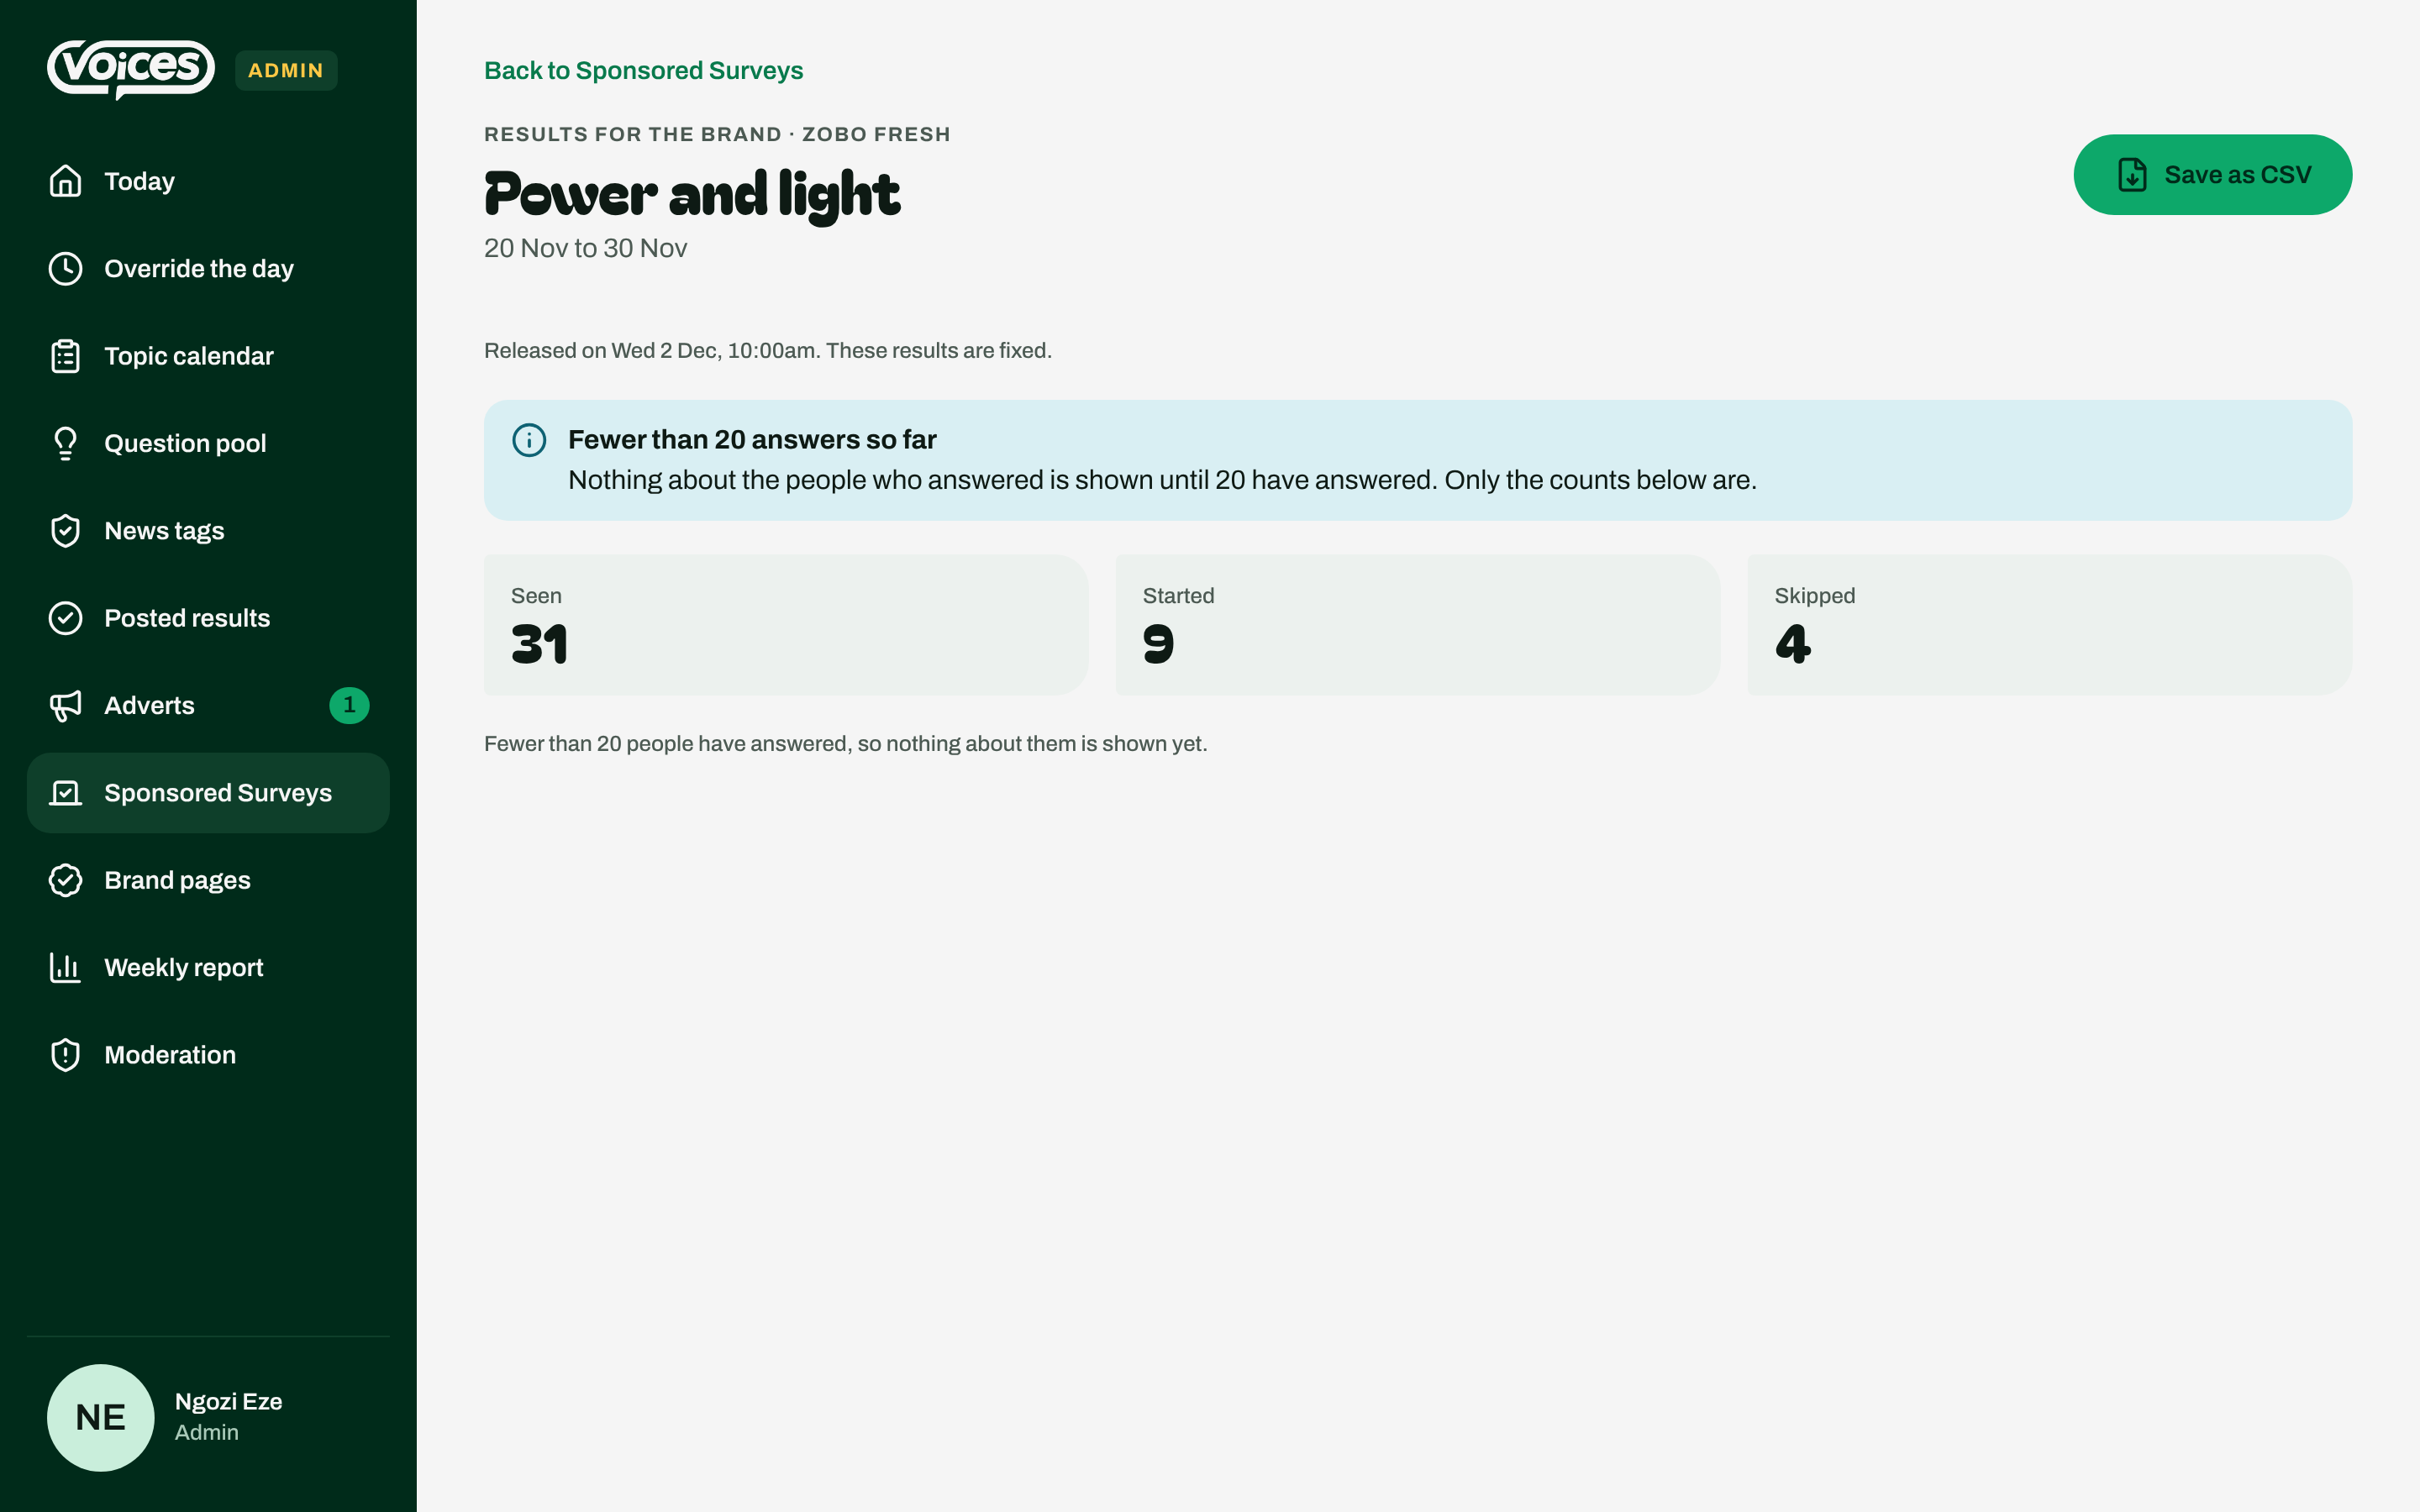 Voices
ADMIN
Today
Override the day
Topic calendar
Question pool
News tags
Posted results
Adverts
1
Sponsored Surveys
Brand pages
Weekly report
Moderation
NE
Ngozi Eze
Admin
Back to Sponsored Surveys
RESULTS FOR THE BRAND · ZOBO FRESH
Power and light
20 Nov to 30 Nov
Save as CSV
Released on Wed 2 Dec, 10:00am. These results are fixed.
Fewer than 20 answers so far
Nothing about the people who answered is shown until 20 have answered. Only the counts below are.
Seen
31
Started
9
Skipped
4
Fewer than 20 people have answered, so nothing about them is shown yet.